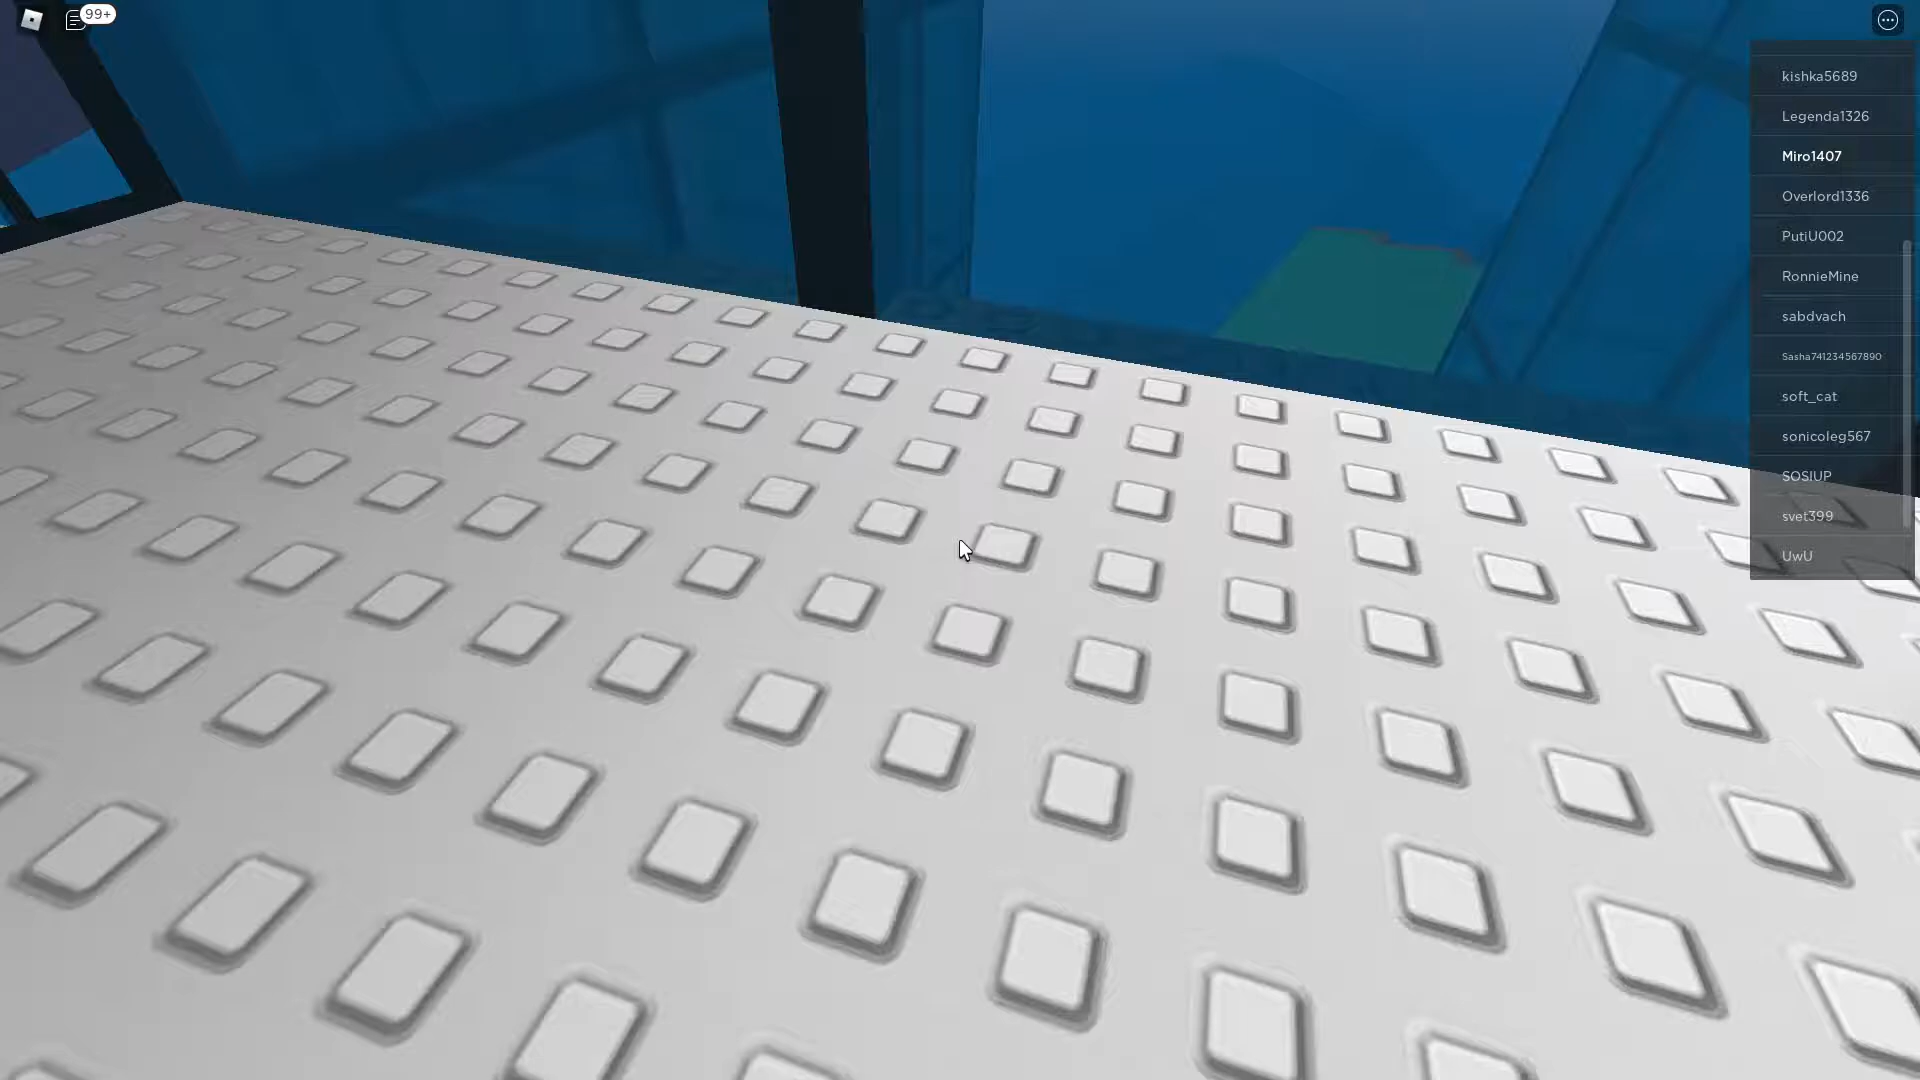 99+
kishka5689
Legenda1326
Miro1407
Overlord1336
PutiU002
RonnieMine
sabdvach
Sasha741234567890
soft_cat
sonicoleg567
SOSIUP
svet399
UwU